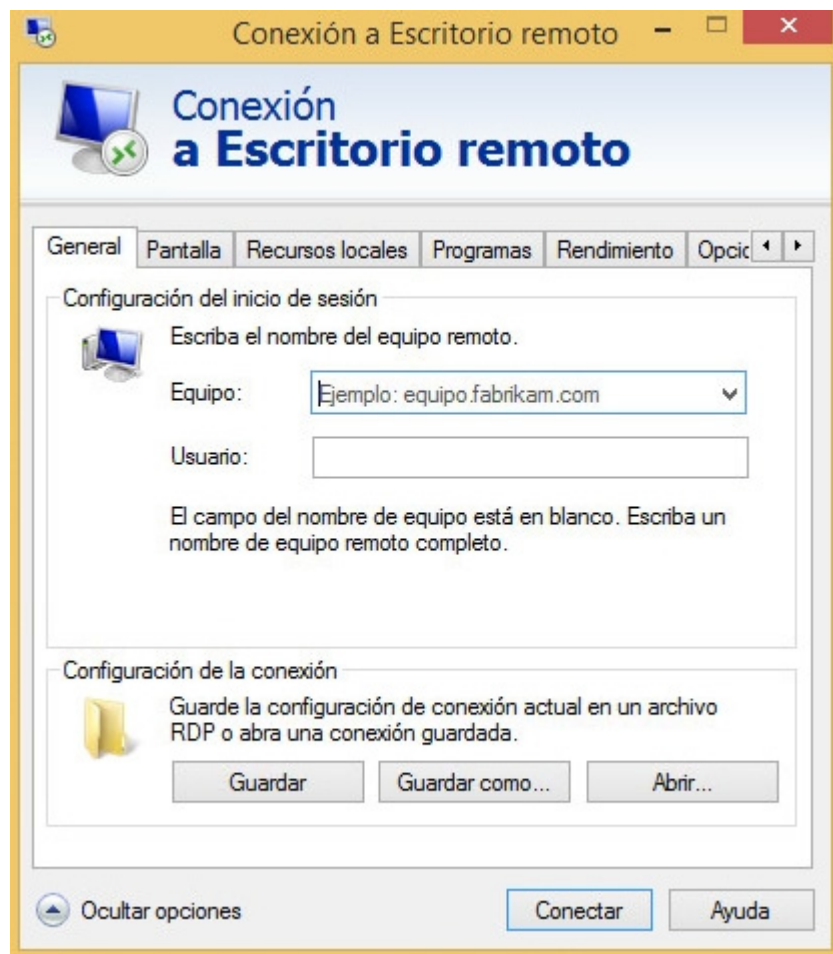 Conexión a Escritorio remoto
Conexión
a Escritorio remoto
General Pantalla Recursos locales Programas Rendimiento Opcic
Configuración del inicio de sesión
Escriba el nombre del equipo remoto.
Equipo: Ejemplo: equipo.fabrikam.com
Usuario:
El campo del nombre de equipo está en blanco. Escriba un
nombre de equipo remoto completo.
Configuración de la conexión
Guarde la configuración de conexión actual en un archivo
RDP o abra una conexión guardada.
Guardar Guardar como... Abrir...
Ocultar opciones Conectar Ayuda